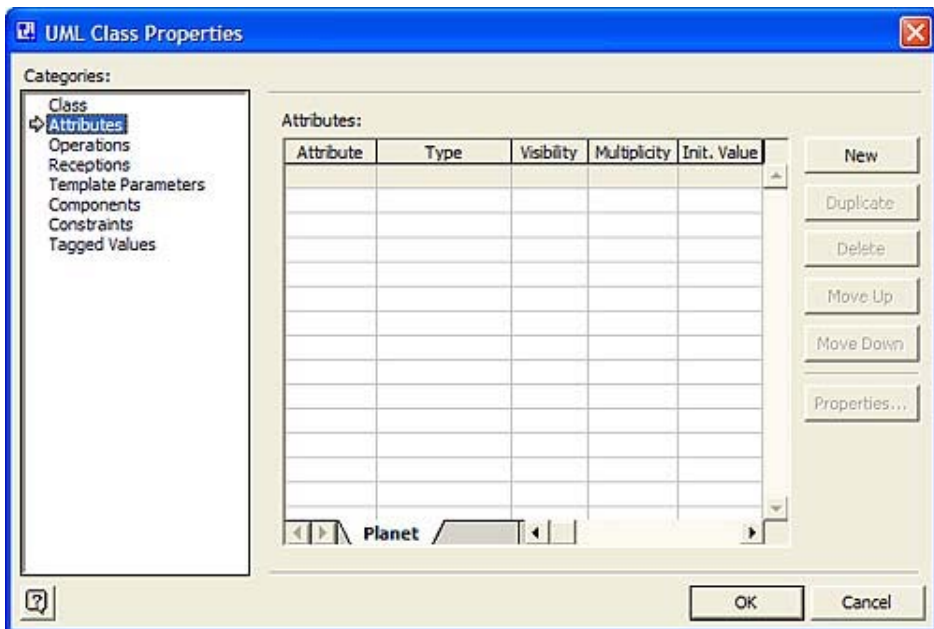 UML Class Properties
Categories:
Class
Attributes
Operations
Receptions
Template Parameters
Components
Constraints
Tagged Values
Attributes:
Attribute Type Visibility Multiplicity Init. Value
New
Duplicate
Delete
Move Up
Move Down
Properties...
Planet
OK Cancel